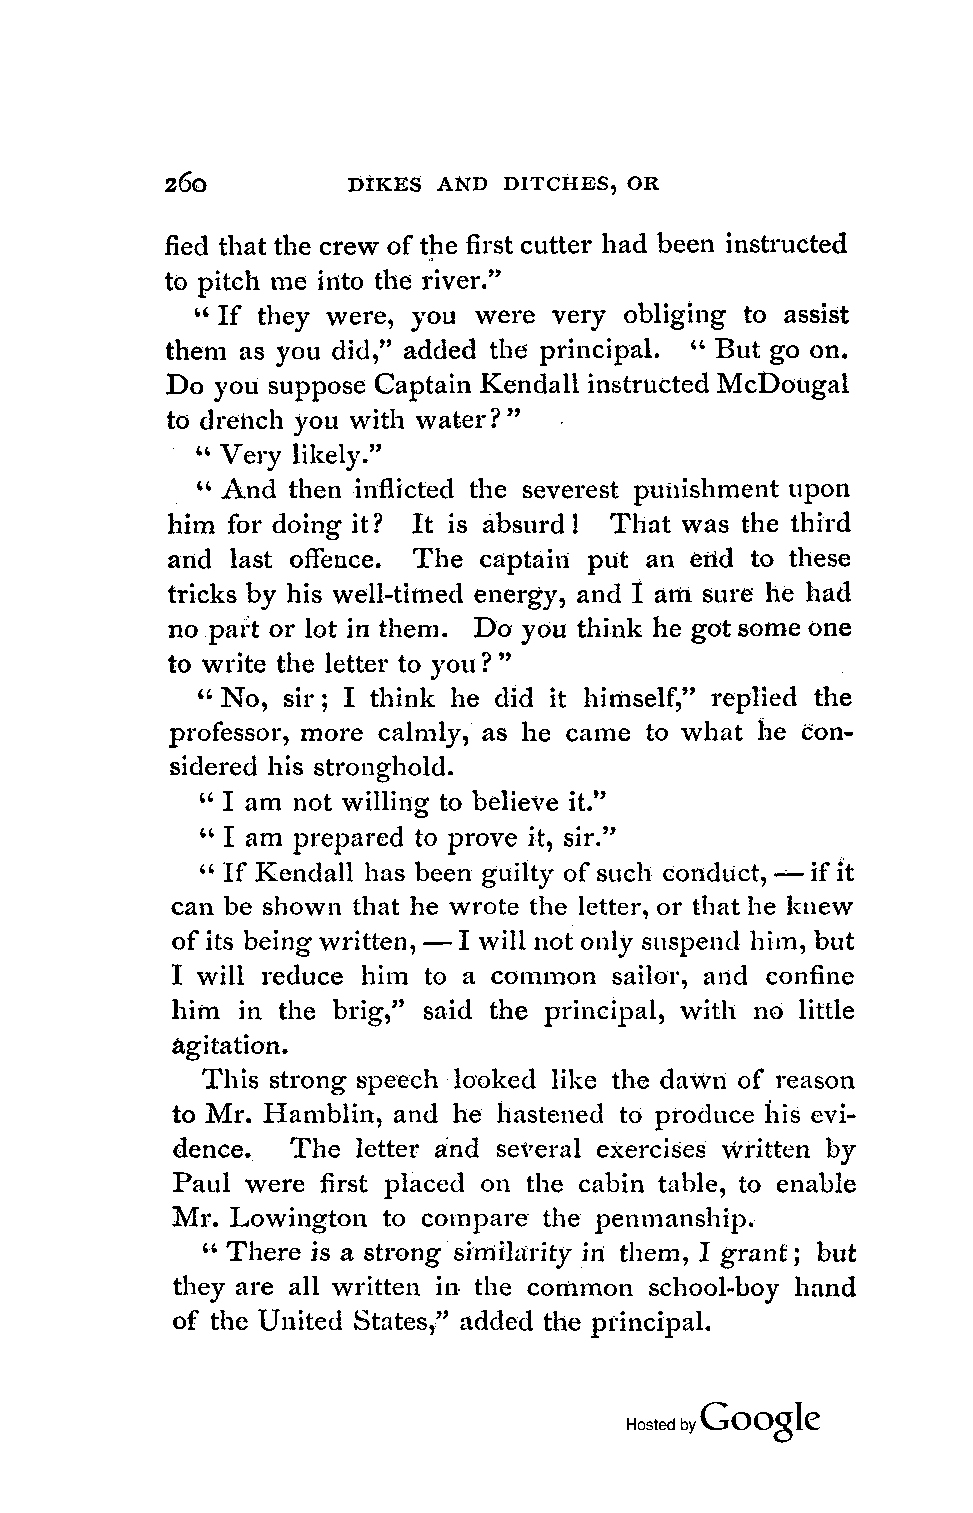 260 DIKES AND DITCHES, OR
fied that the crew of the first cutter had been instructed
to pitch me into the river."
"If they were, you were very obliging to assist
them as you did," added the principal. "But go on.
Do you suppose Captain Kendall instructed McDougal
to drench you with water?"
"Very likely."
"And then inflicted the severest punishment upon
him for doing it? It is absurd! That was the third
and last offence. The captain put an end to these
tricks by his well-timed energy, and I am sure he had
no part or lot in them. Do you think he got some one
to write the letter to you?"
"No, sir; I think he did it himself," replied the
professor, more calmly, as he came to what he con-
sidered his stronghold.
"I am not willing to believe it."
"I am prepared to prove it, sir."
"If Kendall has been guilty of such conduct, — if it
can be shown that he wrote the letter, or that he knew
of its being written, — I will not only suspend him, but
I will reduce him to a common sailor, and confine
him in the brig," said the principal, with no little
agitation.
This strong speech looked like the dawn of reason
to Mr. Hamblin, and he hastened to produce his evi-
dence. The letter and several exercises written by
Paul were first placed on the cabin table, to enable
Mr. Lowington to compare the penmanship.
"There is a strong similarity in them, I grant; but
they are all written in the common school-boy hand
of the United States," added the principal.
Hosted by Google